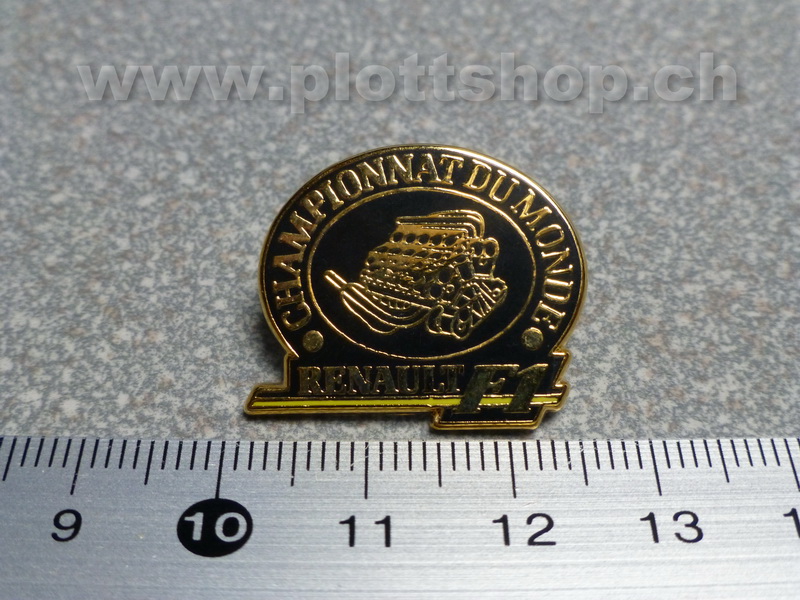 www.plottshop.ch
• CHAMPIONNAT DU MONDE •
RENAULT F1
9 10 11 12 13